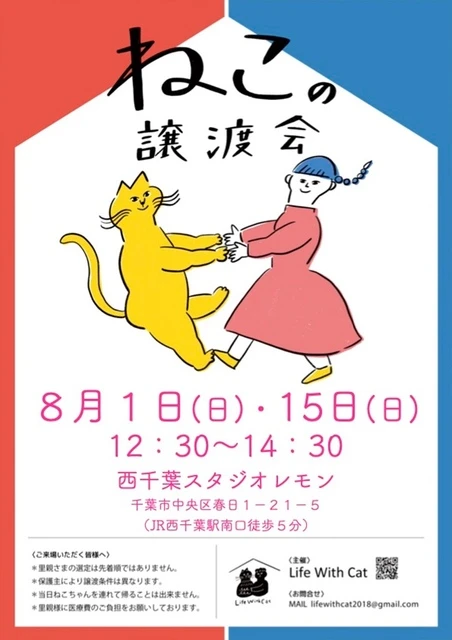 ねこの
譲渡会
8月1日(日)・15日(日)
12：30〜14：30
西千葉スタジオレモン
千葉市中央区春日１－２１－５
（JR西千葉駅南口徒歩５分）
〈ご来場いただく皆様へ〉
＊里親さまの選定は先着順ではありません。
＊保護主により譲渡条件は異なります。
＊当日ねこちゃんを連れて帰ることは出来ません。
＊里親様に医療費のご負担をお願いしております。
Life With Cat
〈主催〉
Life With Cat
〈お問合せ〉
MAIL lifewithcat2018@gmail.com